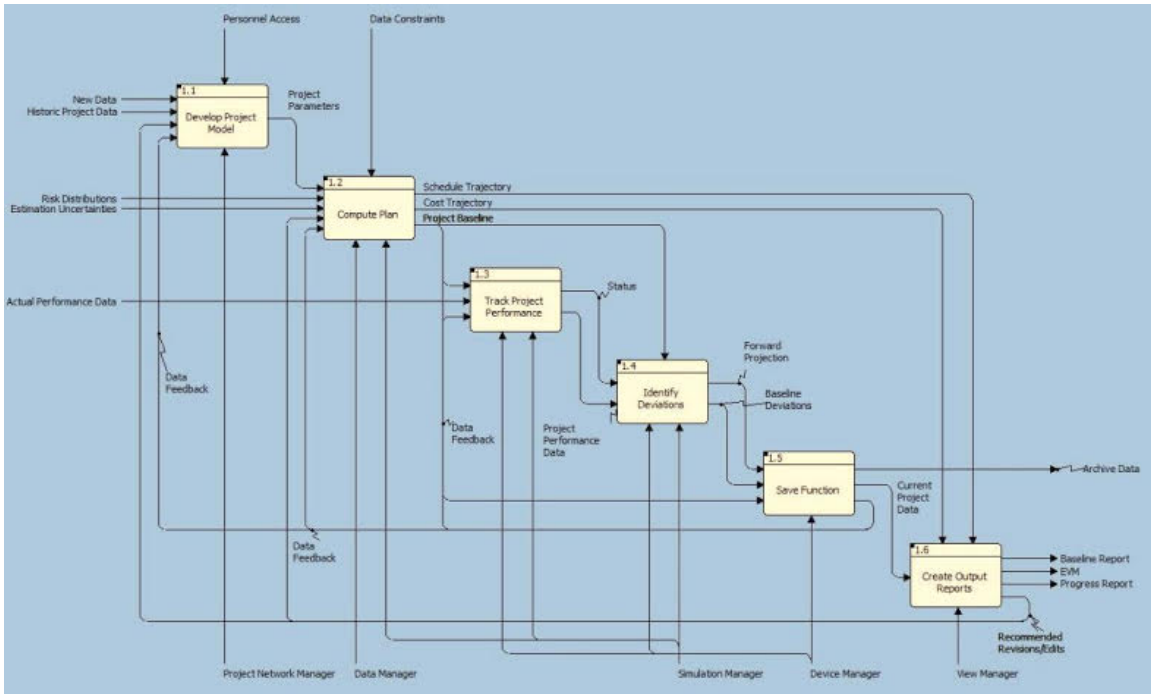 Personnel Access
Data Constraints
1.1
New Data
Historic Project Data
Develop Project
Model
Project
Parameters
1.2
Risk Distributions
Estimation Uncertainties
Compute Plan
Schedule Trajectory
Cost Trajectory
Project Baseline
1.3
Actual Performance Data
Track Project
Performance
Status
1.4
Identify
Deviations
Forward
Projection
Baseline
Deviations
Data
Feedback
Data
Feedback
Project
Performance
Data
1.5
Save Function
Archive Data
Current
Project
Data
Data
Feedback
1.6
Create Output
Reports
Baseline Report
EVM
Progress Report
Recommended
Revisions/Edits
Project Network Manager
Data Manager
Simulation Manager
Device Manager
View Manager